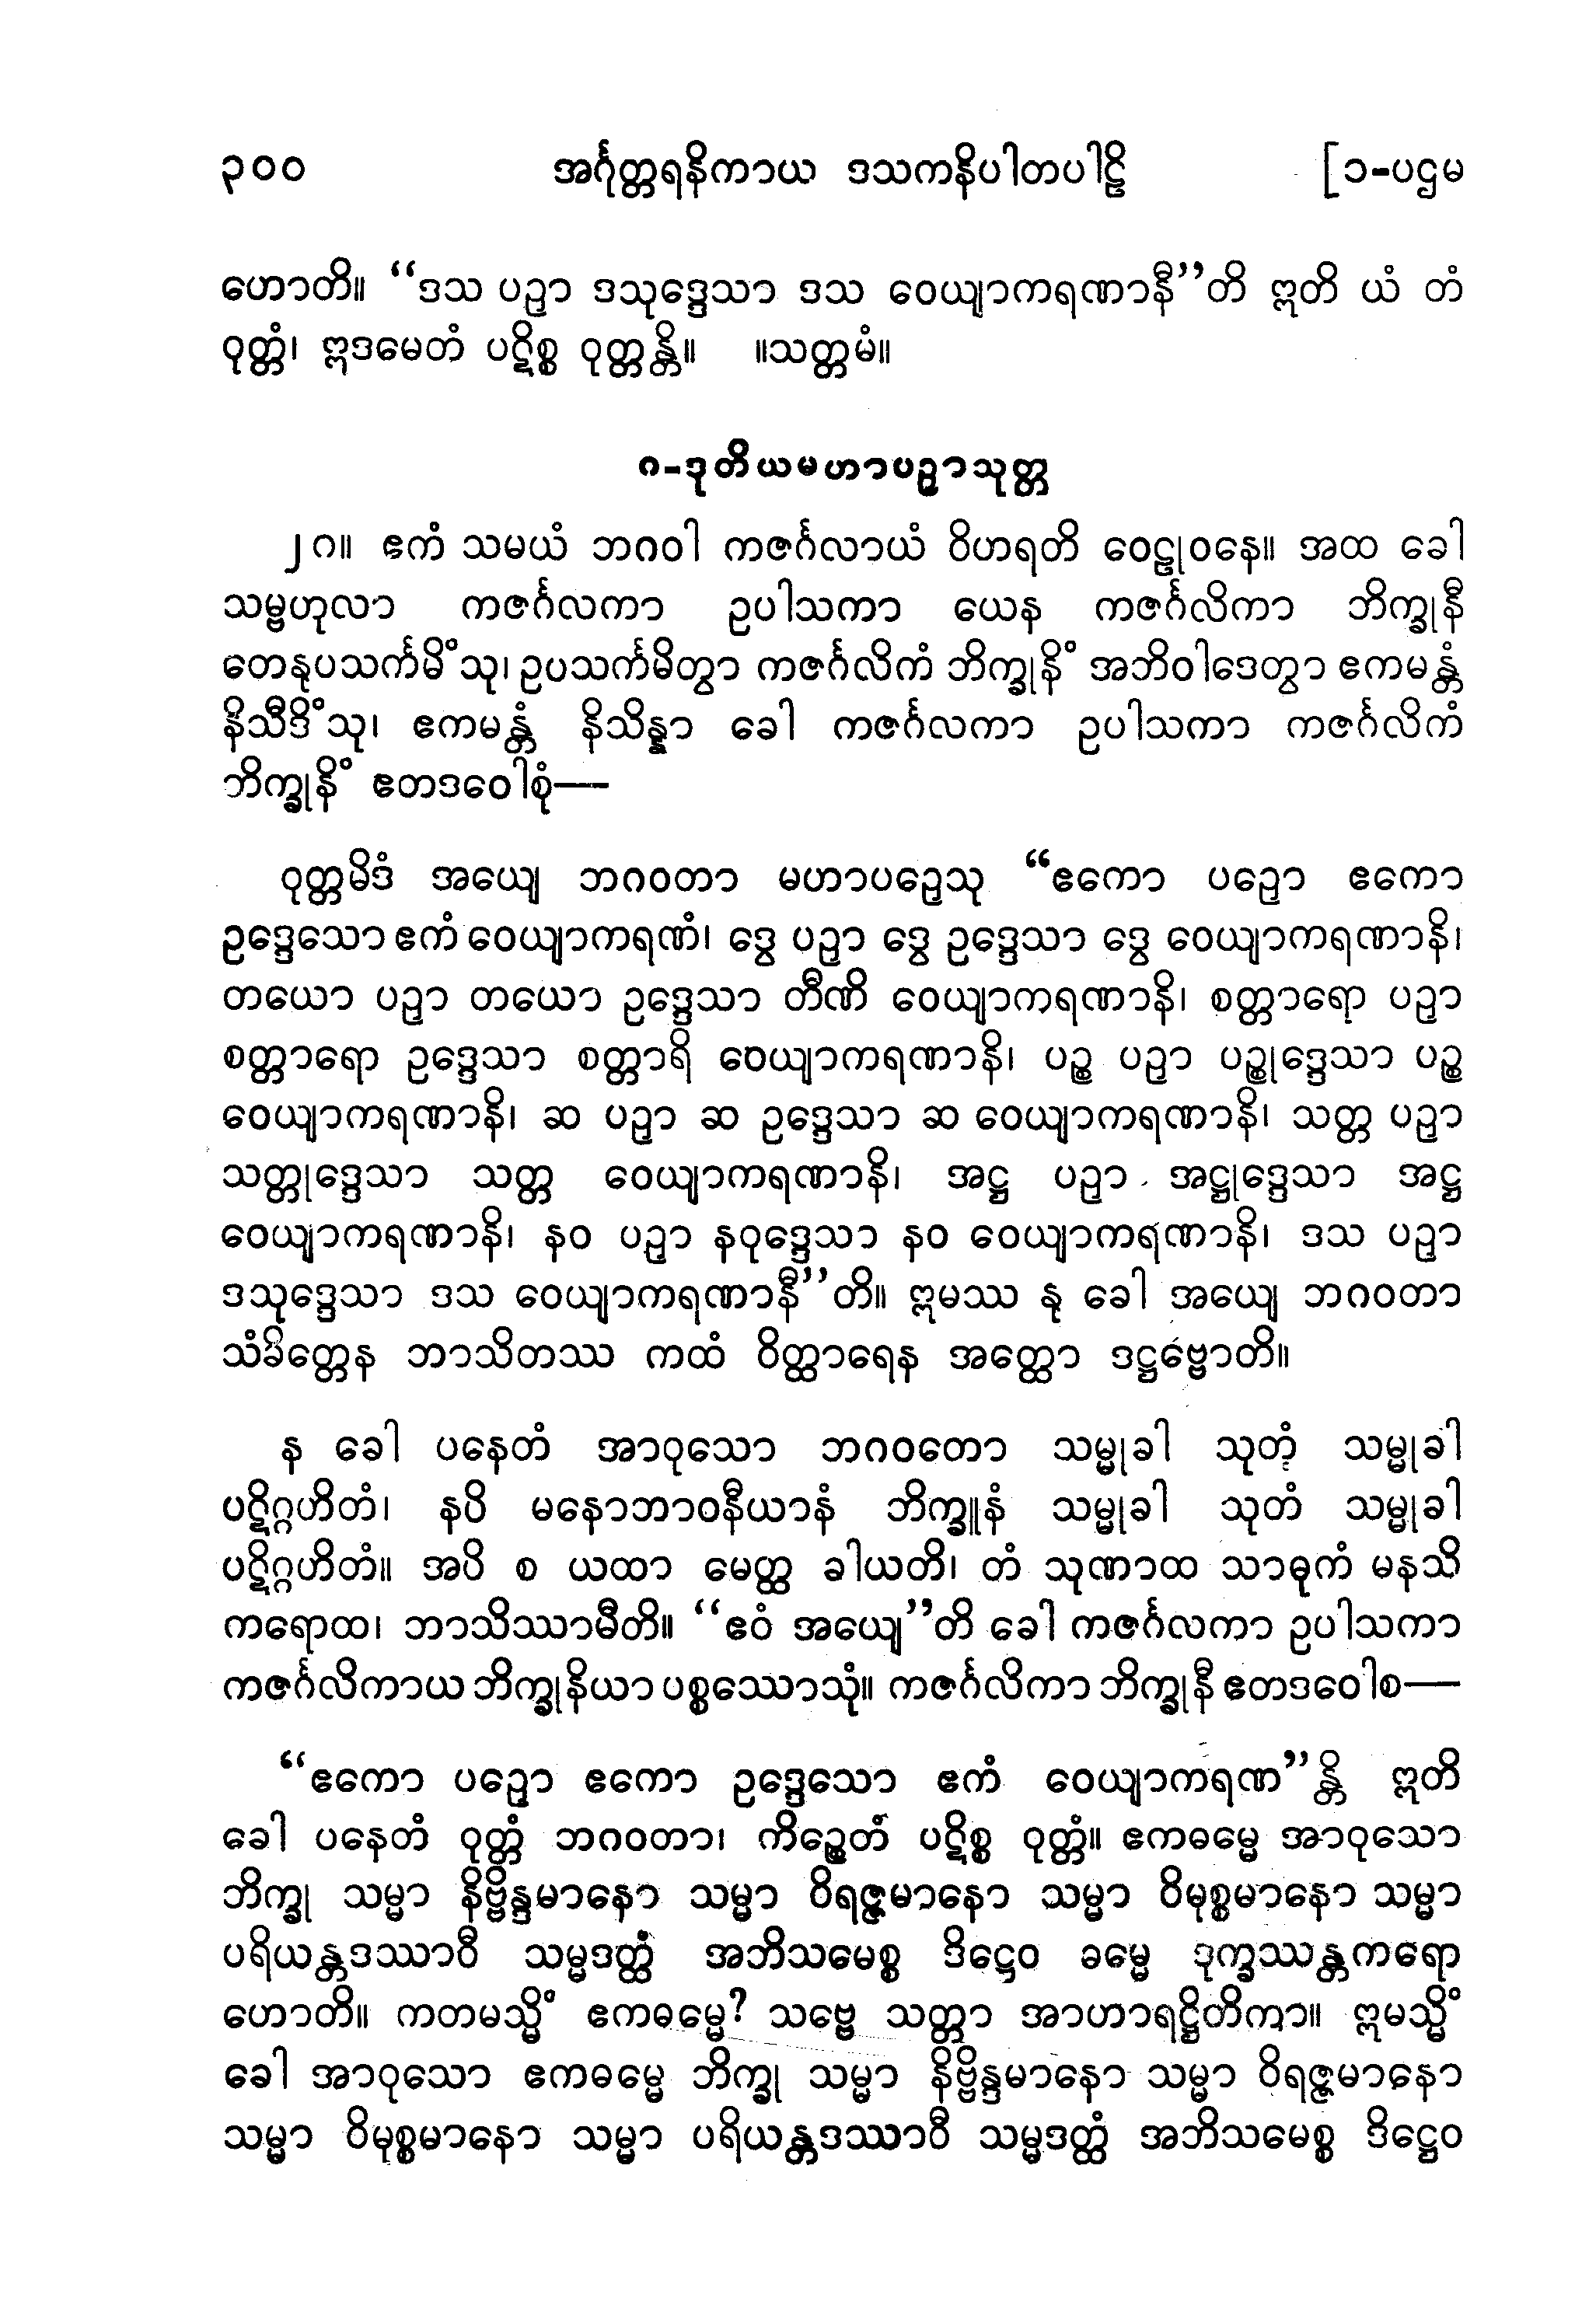 ၃၀၀ အင်္ဂုတ္တရနိကာယ ဒသကနိပါတပါဠိ [၁-ပဌမ
ဟောတိ။ “ဒသ ပဉှာ ဒသုဒ္ဒေသာ ဒသ ဝေယျာကရဏာနီ”တိ ဣတိ ယံ တံ
ဝုတ္တံ၊ ဣဒမေတံ ပဋိစ္စ ဝုတ္တန္တိ။ ။သတ္တမံ။
၈-ဒုတိယမဟာပဉှာသုတ္တ
၂၈။ ဧကံ သမယံ ဘဂဝါ ကဇင်္ဂလာယံ ဝိဟရတိ ဝေဠုဝနေ။ အထ ခေါ
သမ္ဗဟုလာ ကဇင်္ဂလကာ ဥပါသကာ ယေန ကဇင်္ဂလိကာ ဘိက္ခုနီ
တေနုပသင်္ကမိံသု၊ ဥပသင်္ကမိတွာ ကဇင်္ဂလိကံ ဘိက္ခုနိံ အဘိဝါဒေတွာ ဧကမန္တံ
နိသီဒိံသု၊ ဧကမန္တံ နိသိန္နာ ခေါ ကဇင်္ဂလကာ ဥပါသကာ ကဇင်္ဂလိကံ
ဘိက္ခုနိံ ဧတဒဝေါစုံ—
ဝုတ္တမိဒံ အယျေ ဘဂဝတာ မဟာပဉှေသု “ဧကော ပဉှော ဧကော
ဥဒ္ဒေသော ဧကံ ဝေယျာကရဏံ၊ ဒွေ ပဉှာ ဒွေ ဥဒ္ဒေသာ ဒွေ ဝေယျာကရဏာနိ၊
တယော ပဉှာ တယော ဥဒ္ဒေသာ တီဏိ ဝေယျာကရဏာနိ၊ စတ္တာရော ပဉှာ
စတ္တာရော ဥဒ္ဒေသာ စတ္တာရိ ဝေယျာကရဏာနိ၊ ပဉ္စ ပဉှာ ပဉ္စုဒ္ဒေသာ ပဉ္စ
ဝေယျာကရဏာနိ၊ ဆ ပဉှာ ဆ ဥဒ္ဒေသာ ဆ ဝေယျာကရဏာနိ၊ သတ္တ ပဉှာ
သတ္တုဒ္ဒေသာ သတ္တ ဝေယျာကရဏာနိ၊ အဋ္ဌ ပဉှာ အဋ္ဌုဒ္ဒေသာ အဋ္ဌ
ဝေယျာကရဏာနိ၊ နဝ ပဉှာ နဝုဒ္ဒေသာ နဝ ဝေယျာကရဏာနိ၊ ဒသ ပဉှာ
ဒသုဒ္ဒေသာ ဒသ ဝေယျာကရဏာနီ”တိ။ ဣမဿ နု ခေါ အယျေ ဘဂဝတာ
သံခိတ္တေန ဘာသိတဿ ကထံ ဝိတ္ထာရေန အတ္ထော ဒဋ္ဌဗ္ဗောတိ။
န ခေါ ပနေတံ အာဝုသော ဘဂဝတော သမ္မုခါ သုတံ သမ္မုခါ
ပဋိဂ္ဂဟိတံ၊ နပိ မနောဘာဝနီယာနံ ဘိက္ခူနံ သမ္မုခါ သုတံ သမ္မုခါ
ပဋိဂ္ဂဟိတံ။ အပိ စ ယထာ မေတ္ထ ခါယတိ၊ တံ သုဏာထ သာဓုကံ မနသိ
ကရောထ၊ ဘာသိဿာမီတိ။ “ဧဝံ အယျေ”တိ ခေါ ကဇင်္ဂလကာ ဥပါသကာ
ကဇင်္ဂလိကာယ ဘိက္ခုနိယာ ပစ္စဿောသုံ။ ကဇင်္ဂလိကာ ဘိက္ခုနီ ဧတဒဝေါစ—
“ဧကော ပဉှော ဧကော ဥဒ္ဒေသော ဧကံ ဝေယျာကရဏ”န္တိ ဣတိ
ခေါ ပနေတံ ဝုတ္တံ ဘဂဝတာ၊ ကိဉ္စေတံ ပဋိစ္စ ဝုတ္တံ။ ဧကဓမ္မေ အာဝုသော
ဘိက္ခု သမ္မာ နိဗ္ဗိန္ဒမာနော သမ္မာ ဝိရဇ္ဇမာနော သမ္မာ ဝိမုစ္စမာနော သမ္မာ
ပရိယန္တဒဿာဝီ သမ္မဒတ္ထံ အဘိသမေစ္စ ဒိဋ္ဌေဝ ဓမ္မေ ဒုက္ခဿန္တကရော
ဟောတိ။ ကတမသ္မိံ ဧကဓမ္မေ? သဗ္ဗေ သတ္တာ အာဟာရဋ္ဌိတိကာ။ ဣမသ္မိံ
ခေါ အာဝုသော ဧကဓမ္မေ ဘိက္ခု သမ္မာ နိဗ္ဗိန္ဒမာနော သမ္မာ ဝိရဇ္ဇမာနော
သမ္မာ ဝိမုစ္စမာနော သမ္မာ ပရိယန္တဒဿာဝီ သမ္မဒတ္ထံ အဘိသမေစ္စ ဒိဋ္ဌေဝ